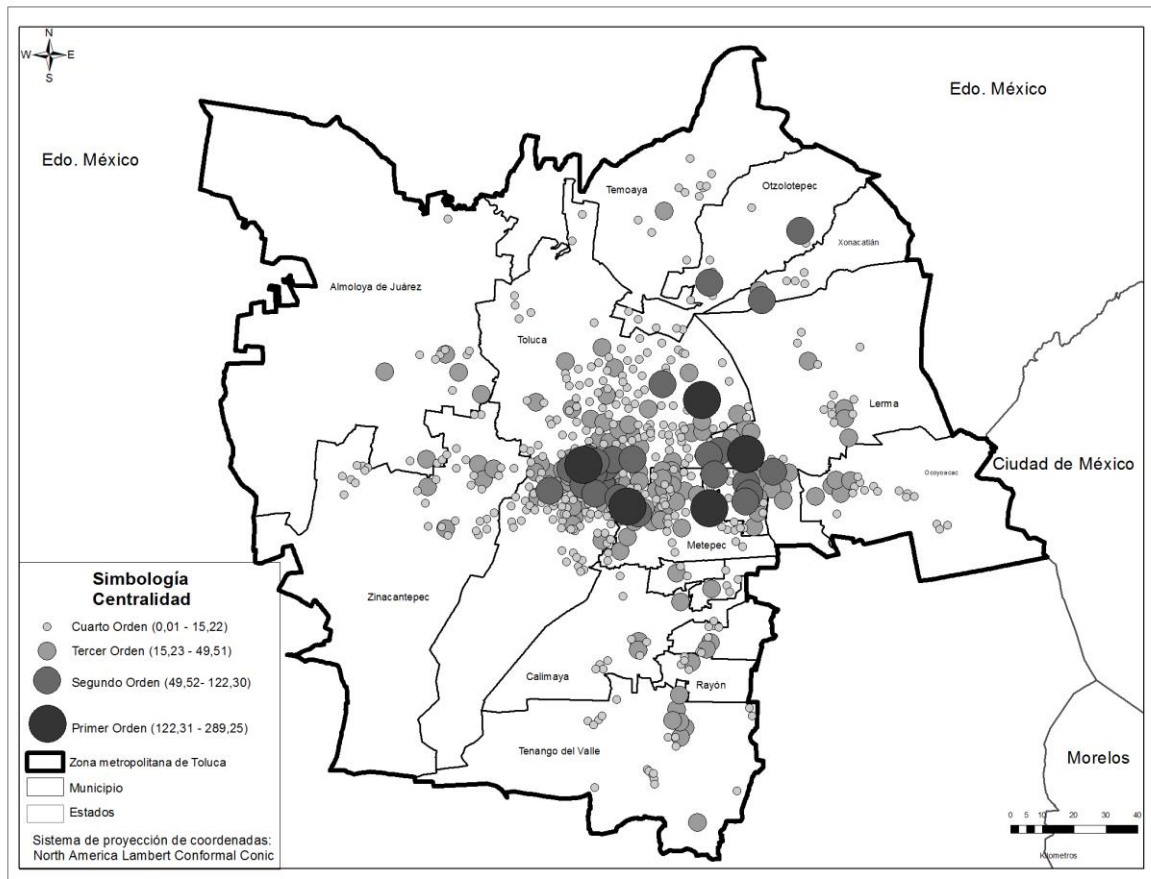 N
W E
S
Edo. México
Edo. México
Temoaya
Otzolotepec
Xonacatlán
Almoloya de Juárez
Toluca
Lerma
Ocoyoacac
Ciudad de México
Metepec
Zinacantepec
Calimaya
Rayón
Tenango del Valle
Morelos
Simbología
Centralidad
Cuarto Orden (0,01 - 15,22)
Tercer Orden (15,23 - 49,51)
Segundo Orden (49,52- 122,30)
Primer Orden (122,31 - 289,25)
Zona metropolitana de Toluca
Municipio
Estados
Sistema de proyección de coordenadas:
North America Lambert Conformal Conic
0 5 10 20 30 40
Kilometros